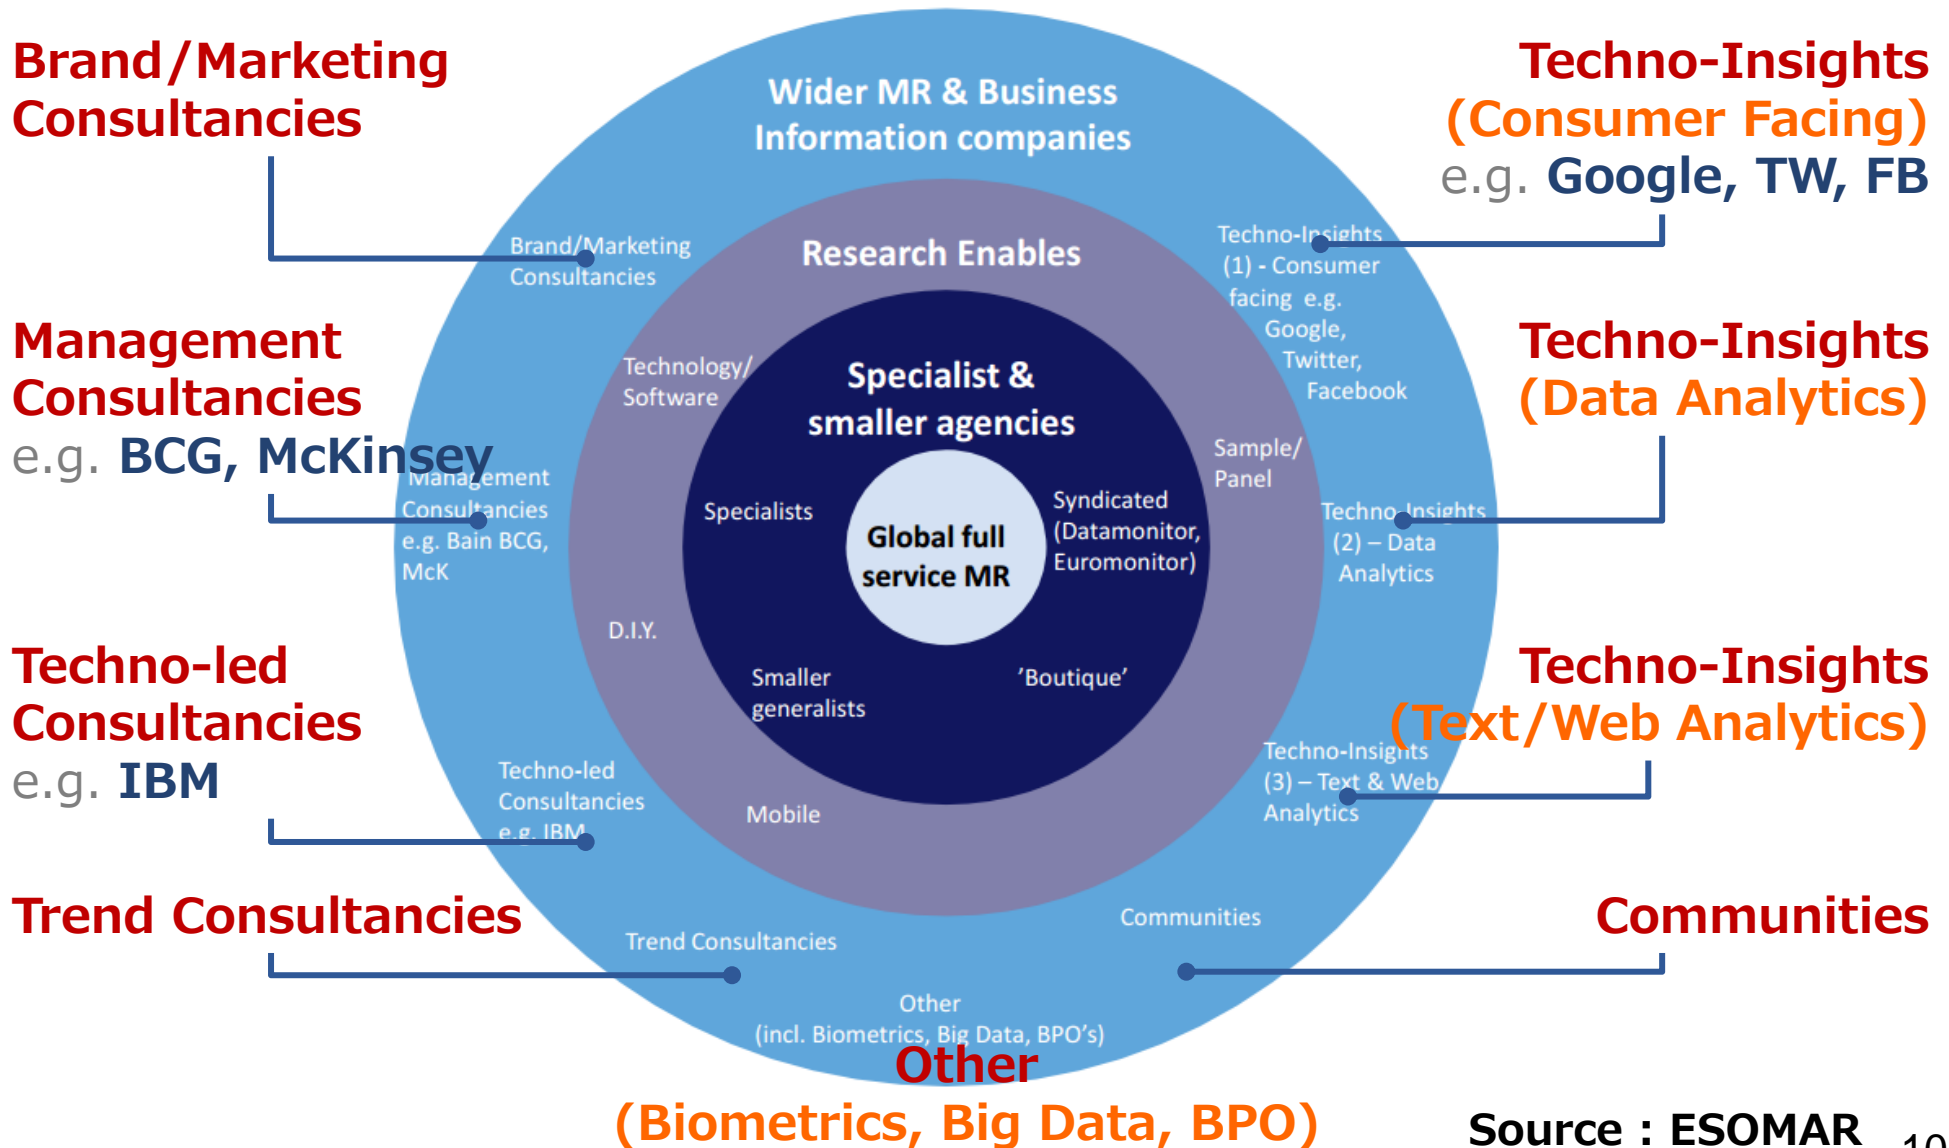 Brand/Marketing
Consultancies
Management
Consultancies
e.g. BCG, McKinsey
Techno-led
Consultancies
e.g. IBM
Trend Consultancies
Wider MR & Business
Information companies
Brand/Marketing
Consultancies
Management
Consultancies
e.g. Bain BCG,
McK
Techno-led
Consultancies
e.g. IBM
Trend Consultancies
Other
(incl. Biometrics, Big Data, BPO's)
Communities
Techno-Insights
(1) - Consumer
facing e.g.
Google,
Twitter,
Facebook
Techno-Insights
(2) – Data
Analytics
Techno-Insights
(3) – Text & Web
Analytics
Research Enables
Technology/
Software
D.I.Y.
Mobile
Sample/
Panel
Specialist &
smaller agencies
Specialists
Smaller
generalists
'Boutique'
Syndicated
(Datamonitor,
Euromonitor)
Global full
service MR
Techno-Insights
(Consumer Facing)
e.g. Google, TW, FB
Techno-Insights
(Data Analytics)
Techno-Insights
(Text/Web Analytics)
Communities
Other
(Biometrics, Big Data, BPO)
Source : ESOMAR